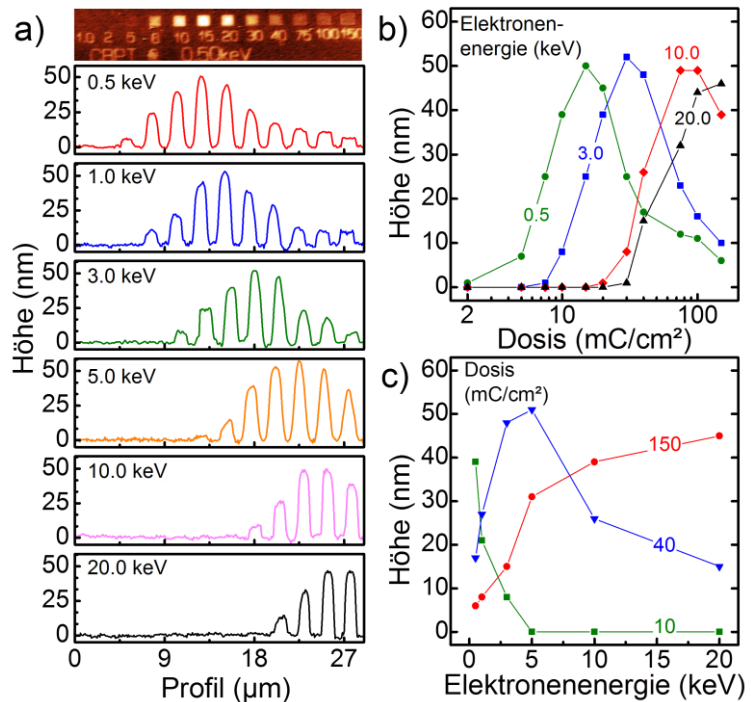 a)
1.0 2 5 8 10 15 20 30 40 75 100 150
CBPT 0.50keV
0.5 keV
50
25
0
1.0 keV
50
25
0
3.0 keV
50
25
0
5.0 keV
50
25
0
10.0 keV
50
25
0
20.0 keV
50
25
0
0 9 18 27
Höhe (nm)
Profil (µm)
b)
Elektronen-
energie (keV)
10.0
20.0
3.0
0.5
60
50
40
30
20
10
0
Höhe (nm)
2 10 100
Dosis (mC/cm²)
c)
Dosis
(mC/cm²)
150
40
10
60
50
40
30
20
10
0
Höhe (nm)
0 5 10 15 20
Elektronenenergie (keV)